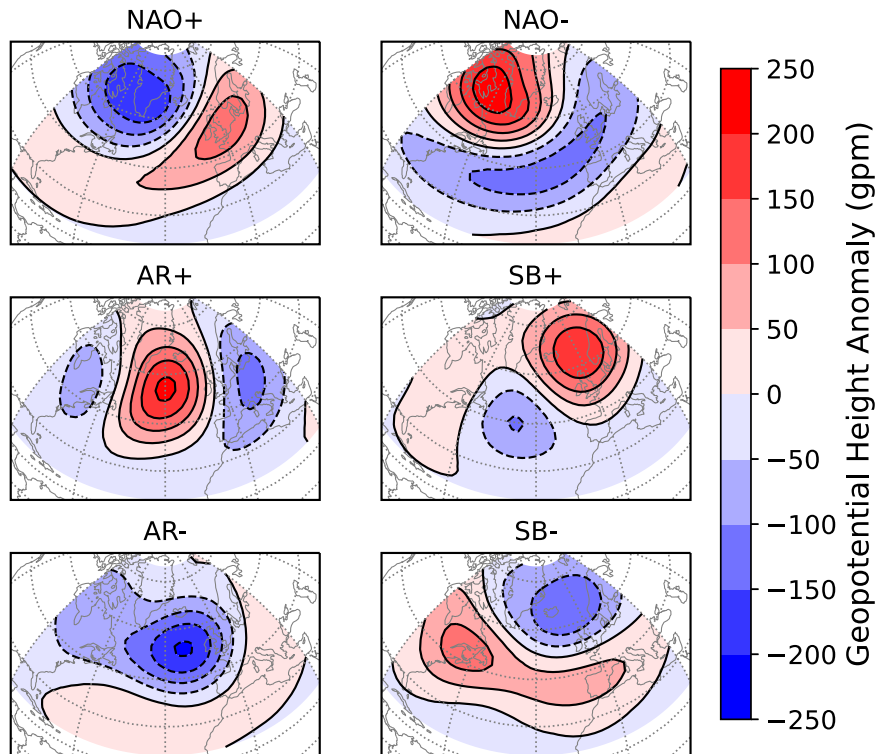 NAO+
NAO-
AR+
SB+
AR-
SB-
250
200
150
100
50
0
−50
−100
−150
−200
−250
Geopotential Height Anomaly (gpm)